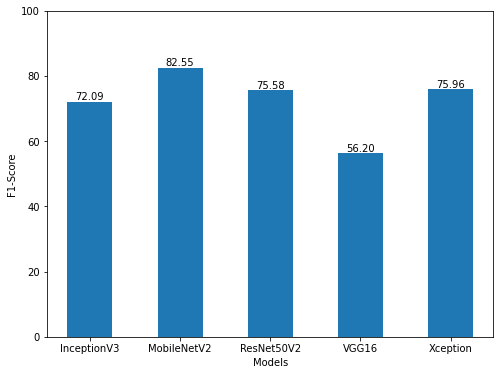 100
80
60
40
20
0
F1-Score
72.09
82.55
75.58
56.20
75.96
InceptionV3
MobileNetV2
ResNet50V2
VGG16
Xception
Models